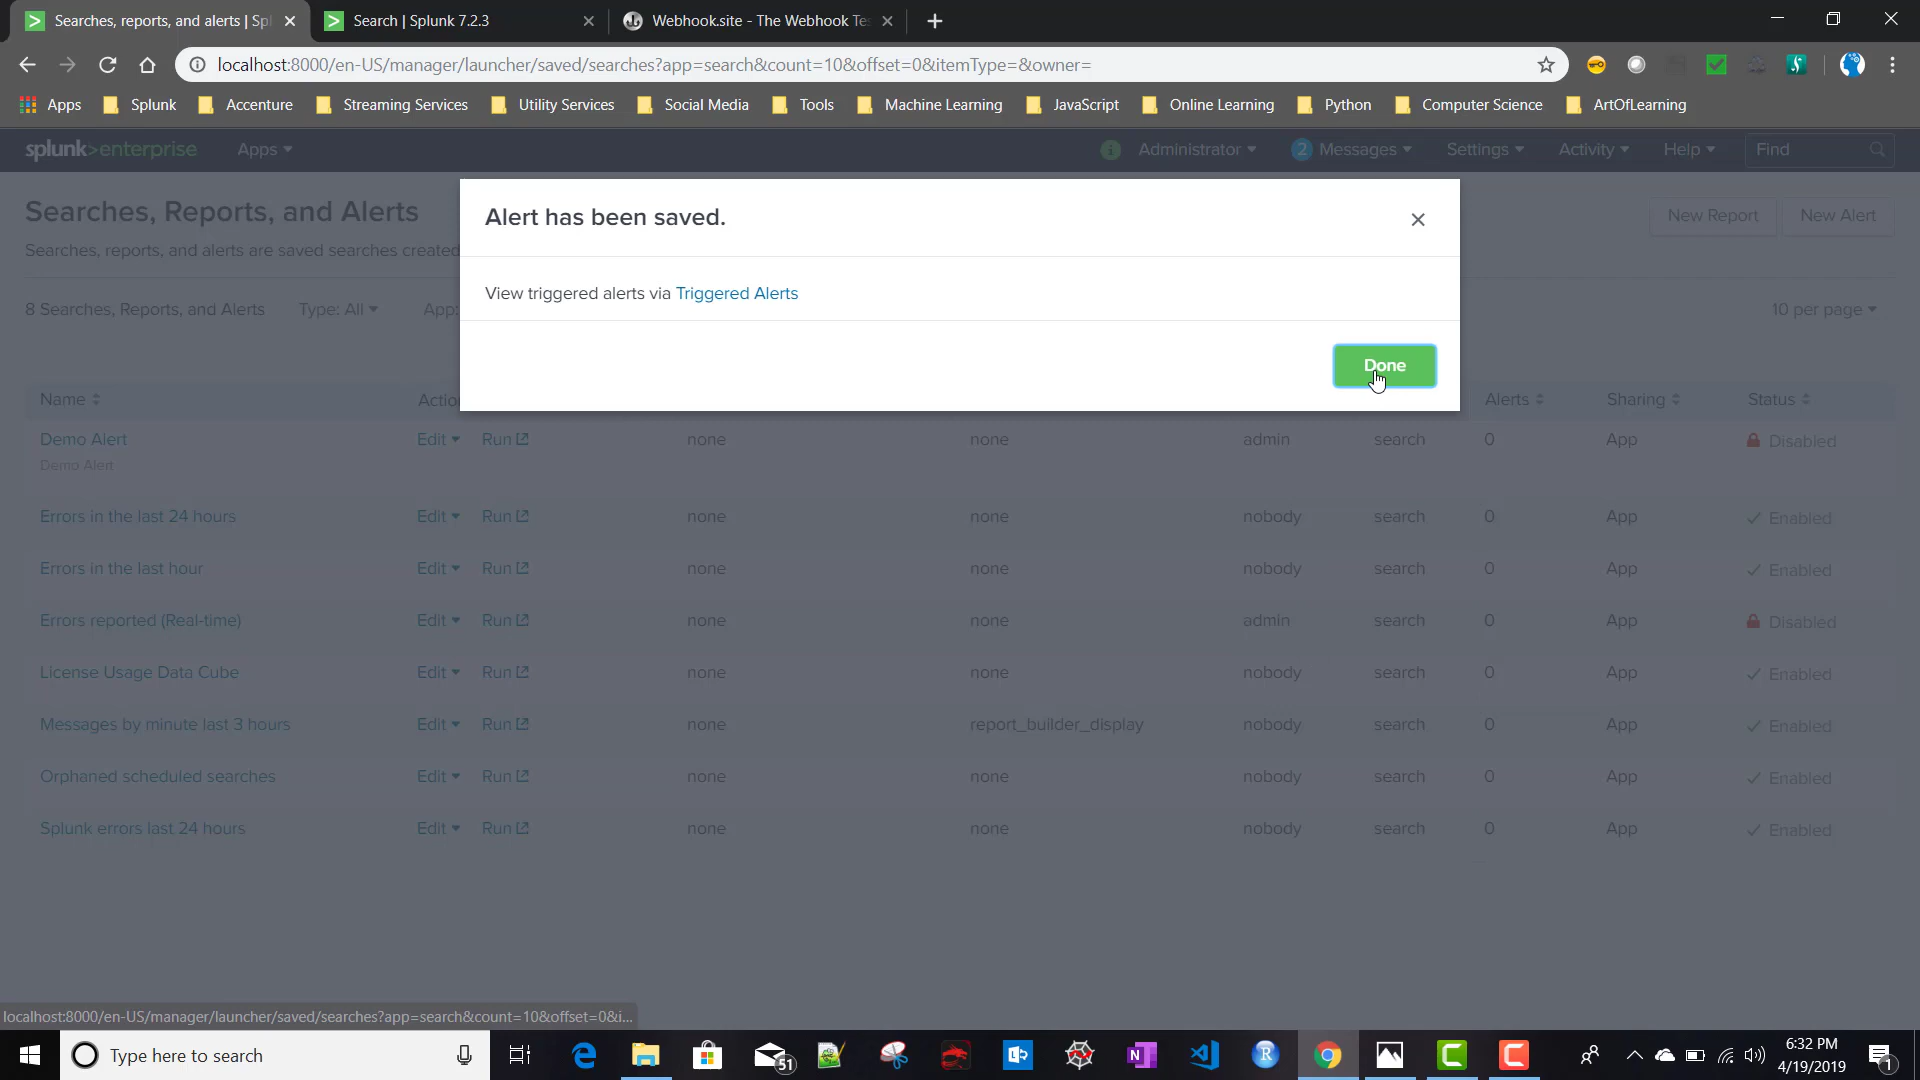 Searches, reports, and alerts | Spl
Search | Splunk 7.2.3
Webhook.site - The Webhook Te
localhost:8000/en-US/manager/launcher/saved/searches?app=search&count=10&offset=0&itemType=&owner=
Apps Splunk Accenture Streaming Services Utility Services Social Media Tools Machine Learning JavaScript Online Learning Python Computer Science ArtOfLearning
splunk>enterprise Apps Administrator 2 Messages Settings Activity Help Find
Searches, Reports, and Alerts New Report New Alert
Searches, reports, and alerts are saved searches created
Alert has been saved.
View triggered alerts via Triggered Alerts
Done
8 Searches, Reports, and Alerts Type: All App: 10 per page
Name Actio Alerts Sharing Status
Demo Alert Edit Run none none admin search 0 App Disabled
Demo Alert
Errors in the last 24 hours Edit Run none none nobody search 0 App Enabled
Errors in the last hour Edit Run none none nobody search 0 App Enabled
Errors reported (Real-time) Edit Run none none admin search 0 App Disabled
License Usage Data Cube Edit Run none none nobody search 0 App Enabled
Messages by minute last 3 hours Edit Run none report_builder_display nobody search 0 App Enabled
Orphaned scheduled searches Edit Run none none nobody search 0 App Enabled
Splunk errors last 24 hours Edit Run none none nobody search 0 App Enabled
localhost:8000/en-US/manager/launcher/saved/searches?app=search&count=10&offset=0&i...
Type here to search
51
6:32 PM
4/19/2019
1